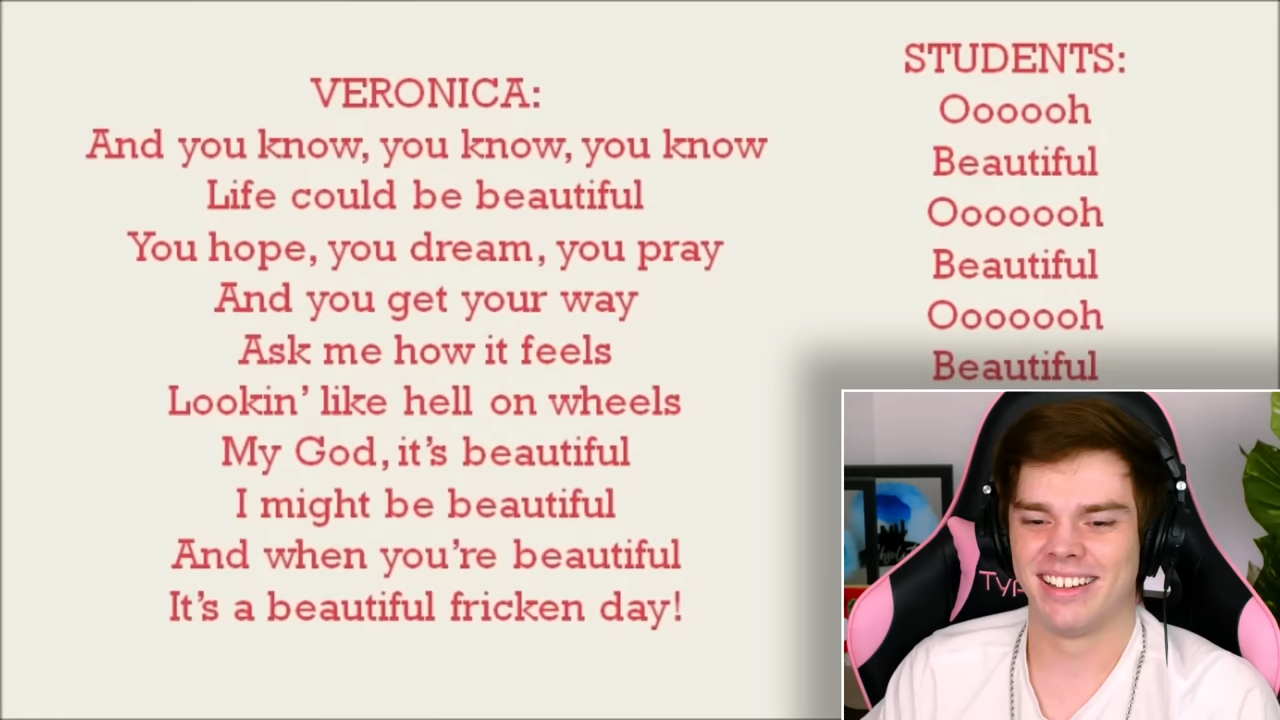 VERONICA:
And you know, you know, you know
Life could be beautiful
You hope, you dream, you pray
And you get your way
Ask me how it feels
Lookin’ like hell on wheels
My God, it’s beautiful
I might be beautiful
And when you’re beautiful
It’s a beautiful fricken day!
STUDENTS:
Oooooh
Beautiful
Ooooooh
Beautiful
Ooooooh
Beautiful